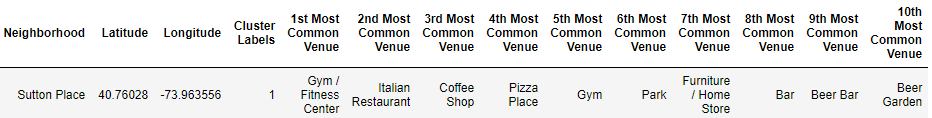 Neighborhood Latitude Longitude Cluster Labels 1st Most Common Venue 2nd Most Common Venue 3rd Most Common Venue 4th Most Common Venue 5th Most Common Venue 6th Most Common Venue 7th Most Common Venue 8th Most Common Venue 9th Most Common Venue 10th Most Common Venue
Sutton Place 40.76028 -73.963556 1 Gym / Fitness Center Italian Restaurant Coffee Shop Pizza Place Gym Park Furniture / Home Store Bar Beer Bar Beer Garden